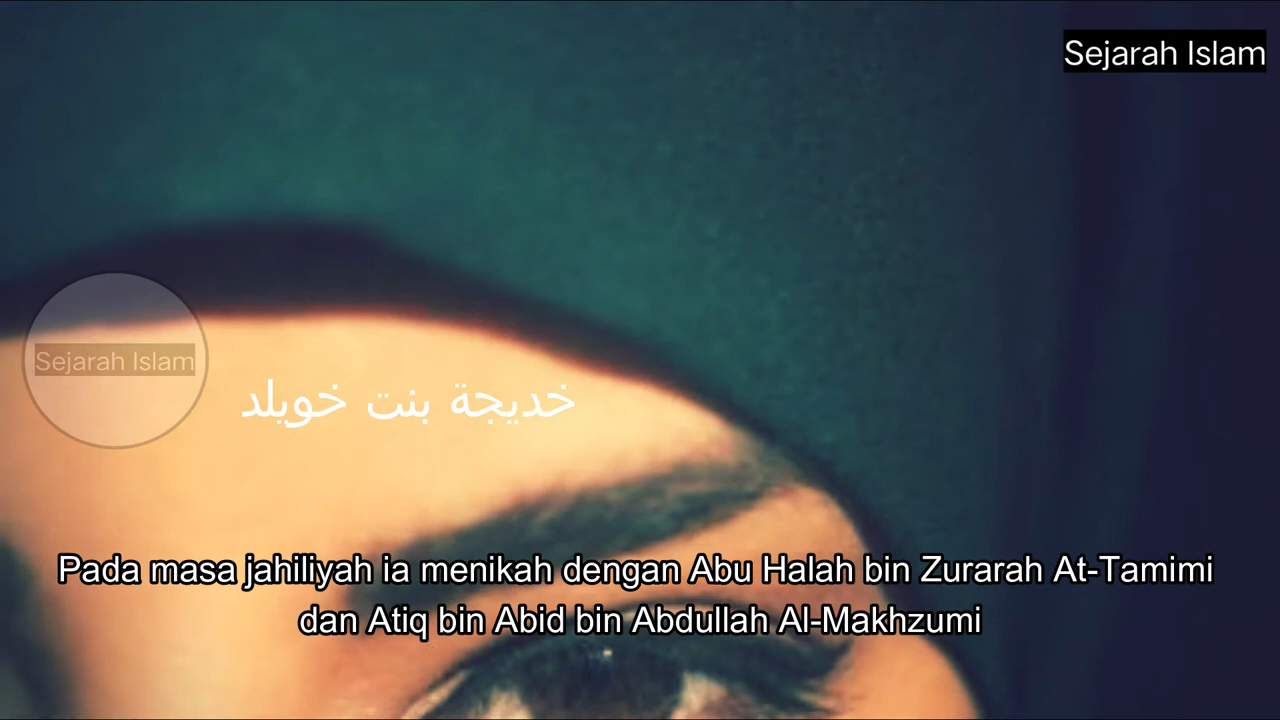 Sejarah Islam
Sejarah Islam
خديجة بنت خويلد
Pada masa jahiliyah ia menikah dengan Abu Halah bin Zurarah At-Tamimi
dan Atiq bin Abid bin Abdullah Al-Makhzumi